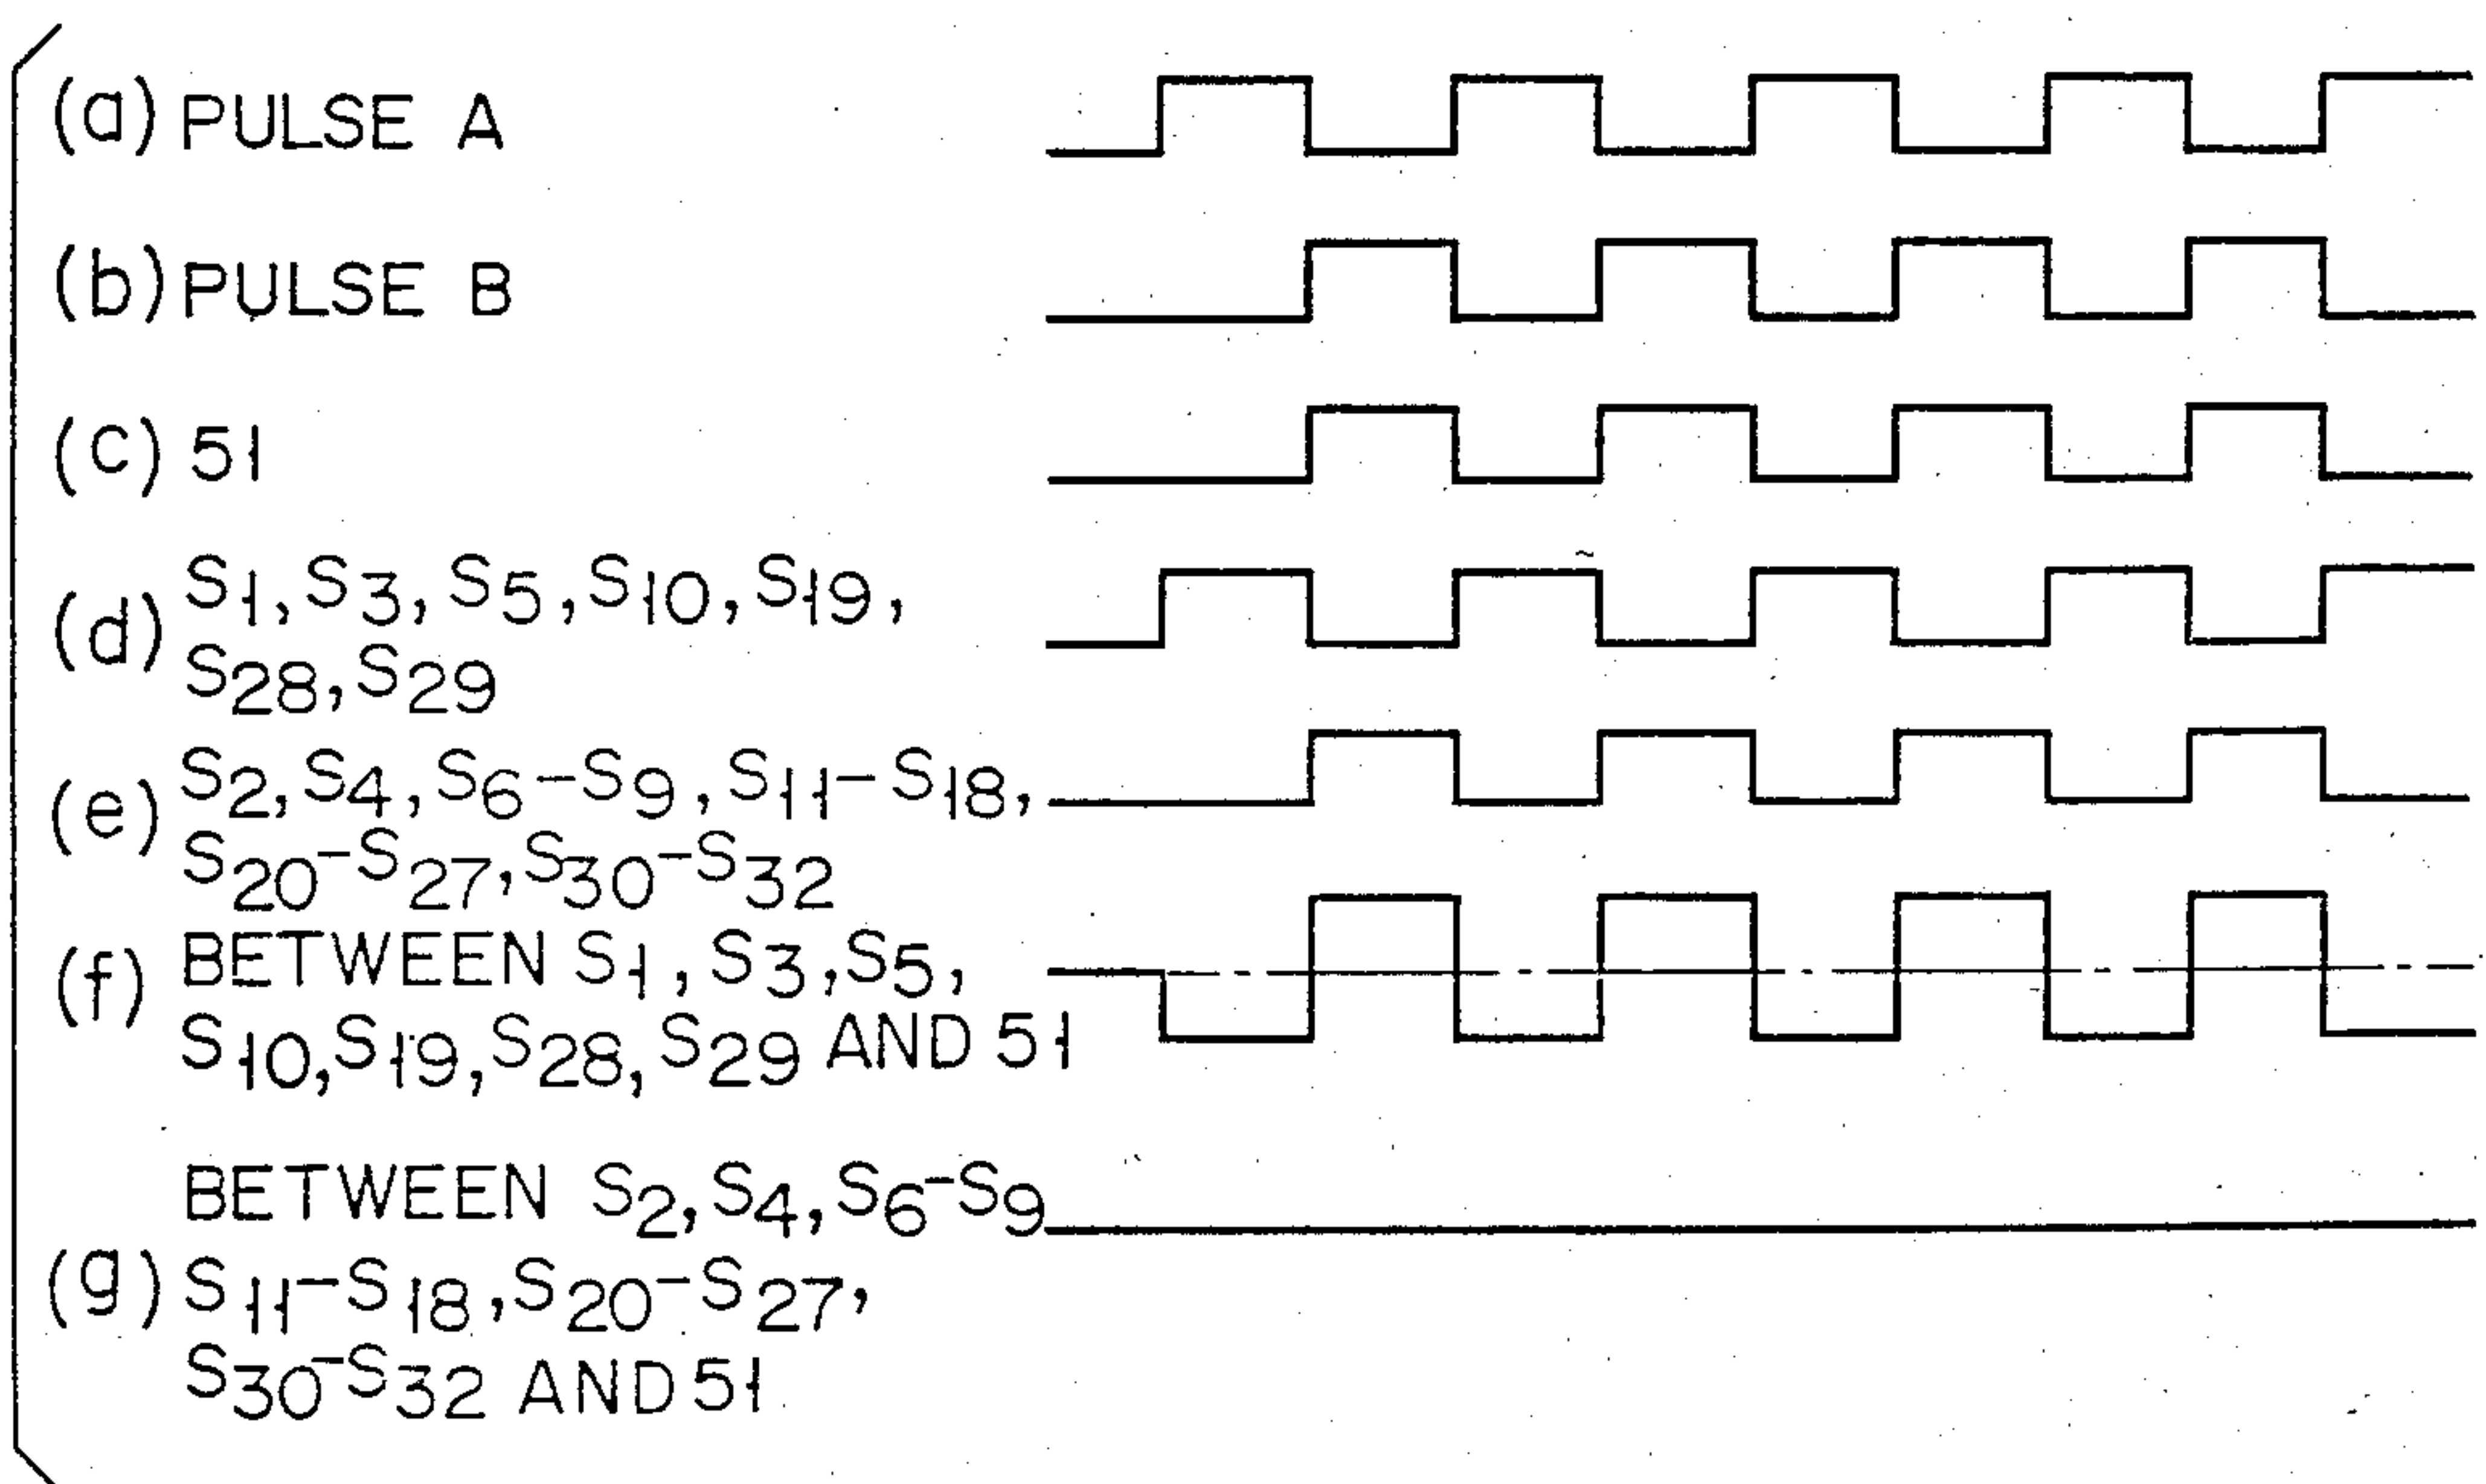 (a) PULSE A
(b) PULSE B
(c) 51
(d) S1, S3, S5, S10, S19,
S28, S29
(e) S2, S4, S6-S9, S11-S18,
S20-S27, S30-S32
(f) BETWEEN S1, S3, S5,
S10, S19, S28, S29 AND 51
BETWEEN S2, S4, S6-S9
(g) S11-S18, S20-S27,
S30-S32 AND 51